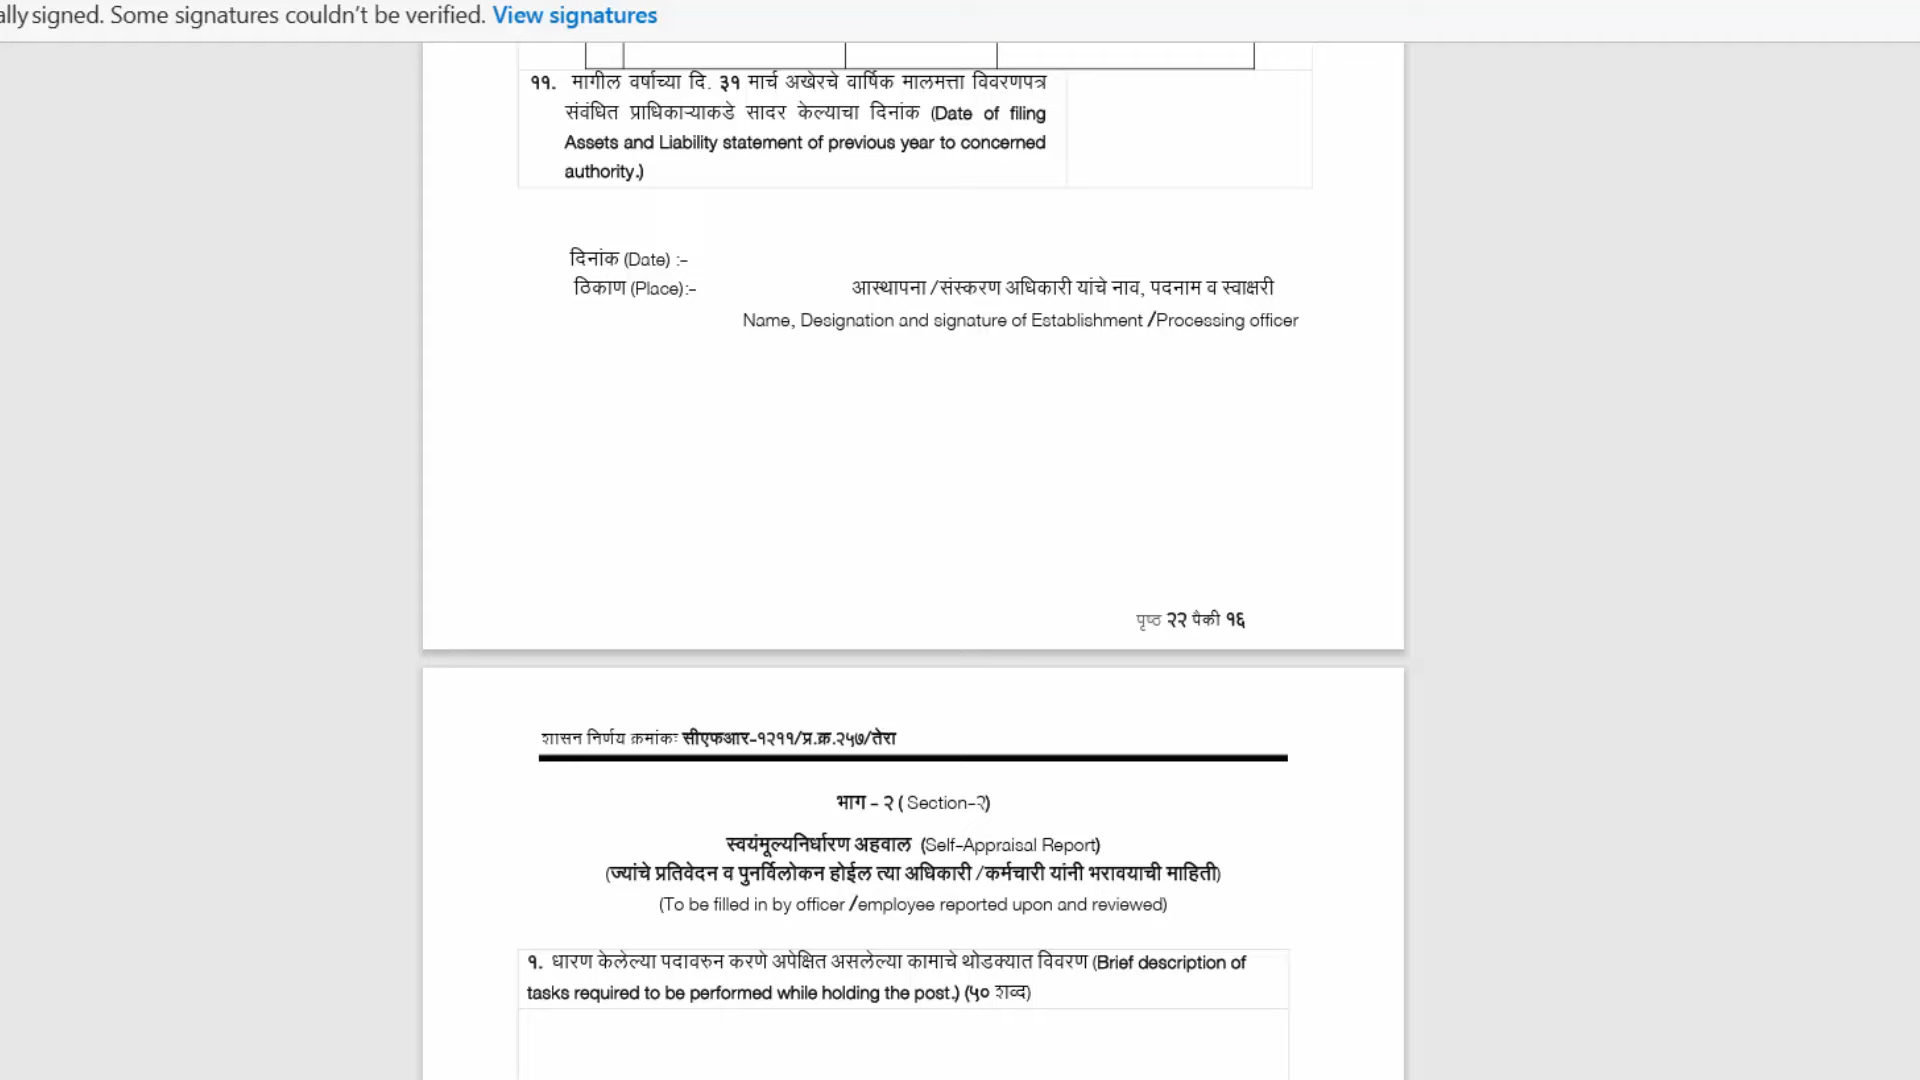 ally signed. Some signatures couldn't be verified. View signatures
११. मागील वर्षाच्या दि. ३१ मार्च अखेरचे वार्षिक मालमत्ता विवरणपत्र
संबंधित प्राधिकाऱ्याकडे सादर केल्याचा दिनांक (Date of filing
Assets and Liability statement of previous year to concerned
authority.)
दिनांक (Date) :-
ठिकाण (Place):-
आस्थापना /संस्करण अधिकारी यांचे नाव, पदनाम व स्वाक्षरी
Name, Designation and signature of Establishment /Processing officer
पृष्ठ २२ पैकी १६
शासन निर्णय क्रमांकः सीएफआर-१२११/प्र.क्र.२५७/तेरा
भाग - २ ( Section-२)
स्वयंमूल्यनिर्धारण अहवाल (Self-Appraisal Report)
(ज्यांचे प्रतिवेदन व पुनर्विलोकन होईल त्या अधिकारी /कर्मचारी यांनी भरावयाची माहिती)
(To be filled in by officer /employee reported upon and reviewed)
१. धारण केलेल्या पदावरुन करणे अपेक्षित असलेल्या कामाचे थोडक्यात विवरण (Brief description of
tasks required to be performed while holding the post.) (५० शब्द)